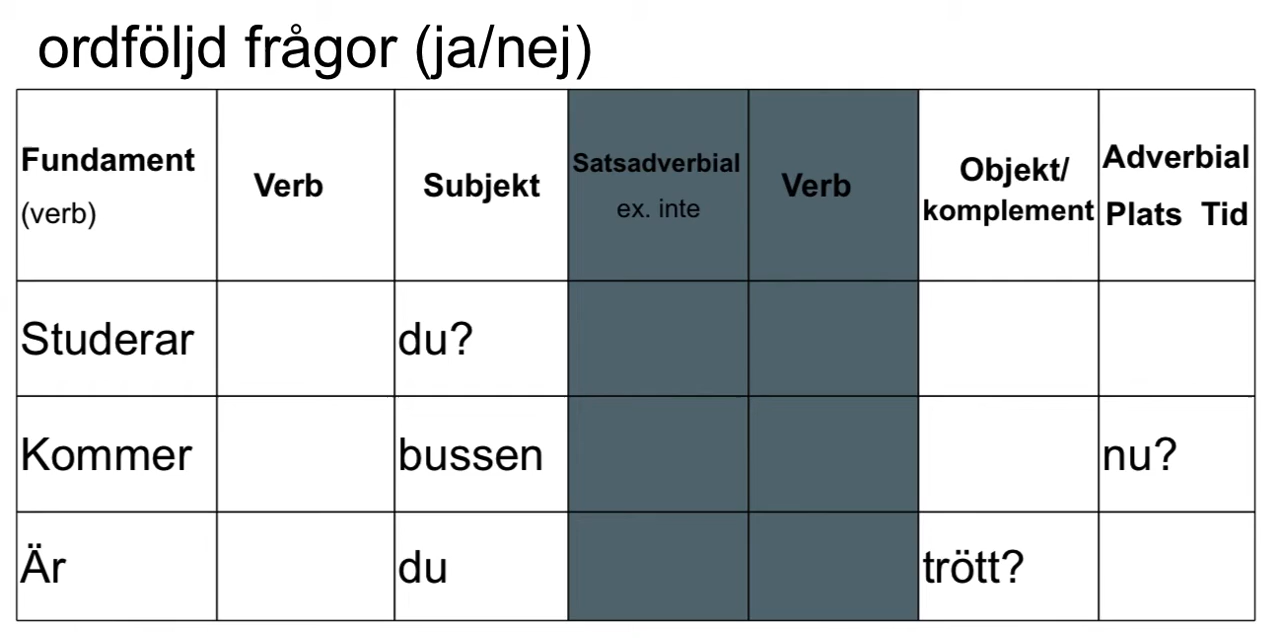 ordföljd frågor (ja/nej)
Fundament
(verb)
Verb
Subjekt
Satsadverbial
ex. inte
Verb
Objekt/
komplement
Adverbial
Plats Tid
Studerar du?
Kommer bussen nu?
Är du trött?